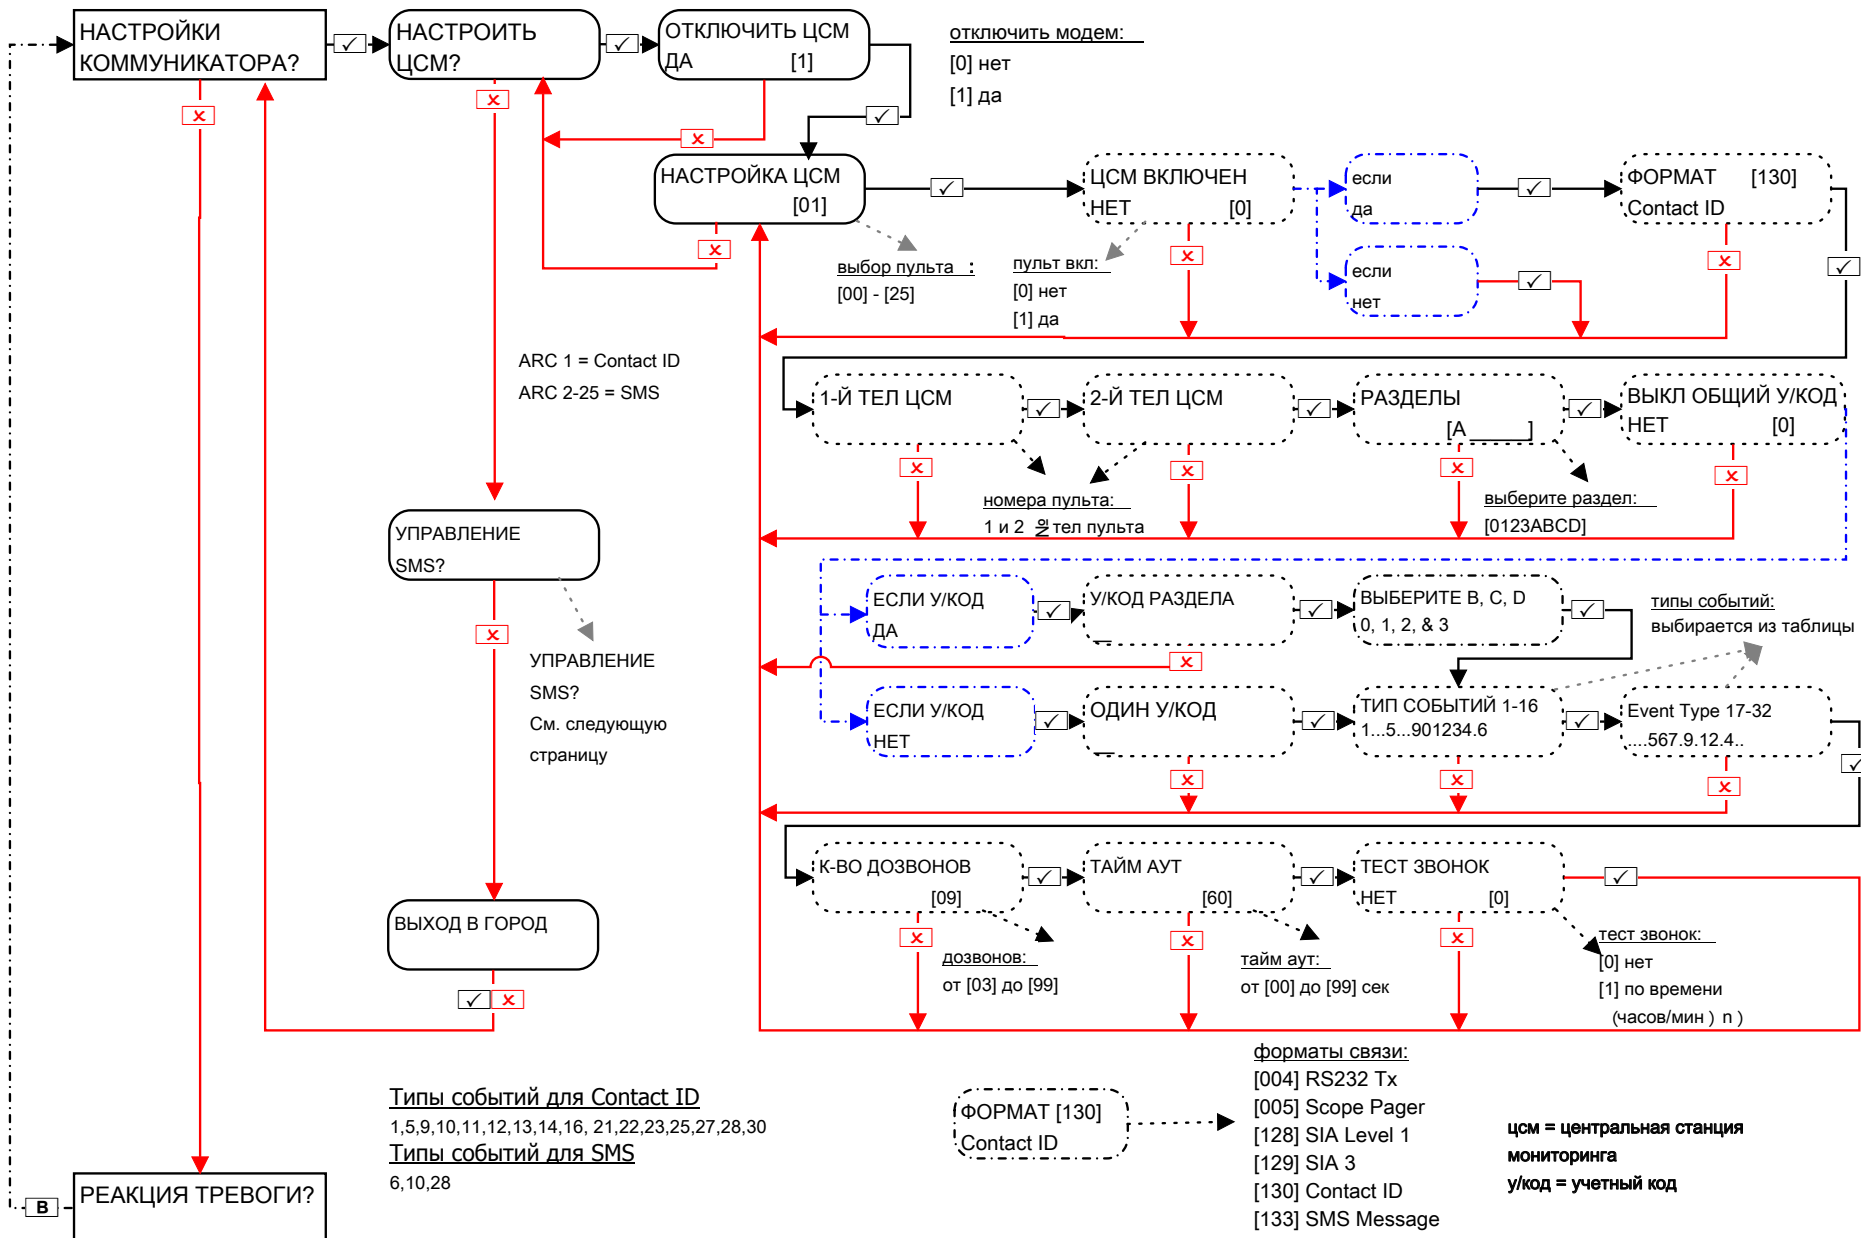 НАСТРОЙКИ
КОММУНИКАТОРА?
НАСТРОИТЬ
ЦСМ?
ОТКЛЮЧИТЬ ЦСМ
ДА [1]
отключить модем:
[0] нет
[1] да
НАСТРОЙКА ЦСМ
[01]
ЦСМ ВКЛЮЧЕН
НЕТ [0]
если
да
ФОРМАТ [130]
Contact ID
выбор пульта :
[00] - [25]
пульт вкл:
[0] нет
[1] да
если
нет
ARC 1 = Contact ID
ARC 2-25 = SMS
1-Й ТЕЛ ЦСМ
2-Й ТЕЛ ЦСМ
РАЗДЕЛЫ
[A ______]
ВЫКЛ ОБЩИЙ У/КОД
НЕТ [0]
номера пульта:
1 и 2 № тел пульта
выберите раздел:
[0123ABCD]
УПРАВЛЕНИЕ
SMS?
ЕСЛИ У/КОД
ДА
У/КОД РАЗДЕЛА
__
ВЫБЕРИТЕ B, C, D
0, 1, 2, & 3
типы событий:
выбирается из таблицы
УПРАВЛЕНИЕ
SMS?
См. следующую
страницу
ЕСЛИ У/КОД
НЕТ
ОДИН У/КОД
__
ТИП СОБЫТИЙ 1-16
1...5...901234.6
Event Type 17-32
....567.9.12.4..
К-ВО ДОЗВОНОВ
[09]
ТАЙМ АУТ
[60]
ТЕСТ ЗВОНОК
НЕТ [0]
ВЫХОД В ГОРОД
дозвонов:
от [03] до [99]
тайм аут:
от [00] до [99] сек
тест звонок:
[0] нет
[1] по времени
(часов/мин ) n )
Типы событий для Contact ID
1,5,9,10,11,12,13,14,16, 21,22,23,25,27,28,30
Типы событий для SMS
6,10,28
ФОРМАТ [130]
Contact ID
форматы связи:
[004] RS232 Tx
[005] Scope Pager
[128] SIA Level 1
[129] SIA 3
[130] Contact ID
[133] SMS Message
цсм = центральная станция
мониторинга
у/код = учетный код
В
РЕАКЦИЯ ТРЕВОГИ?